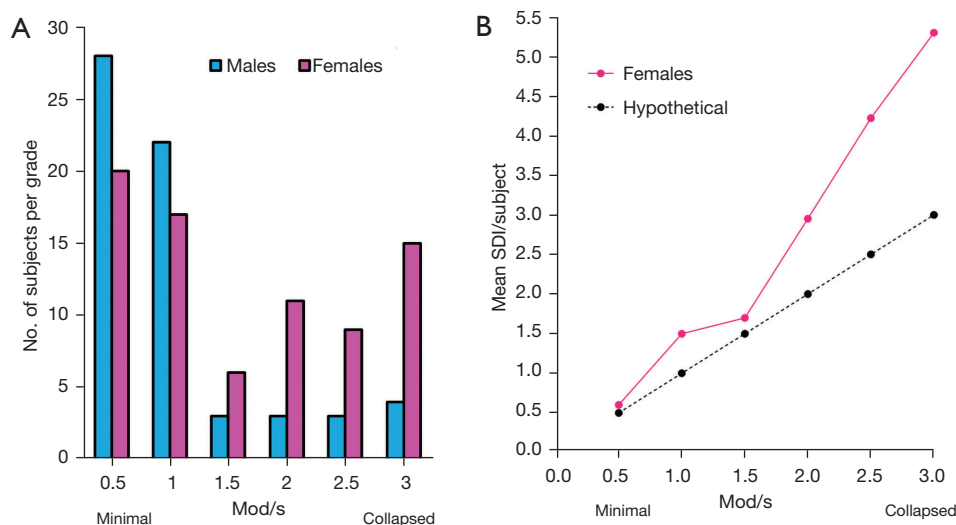 A
30
25
20
15
10
5
0
No. of subjects per grade
Males
Females
0.5 1 1.5 2 2.5 3
Mod/s
Minimal
Collapsed
B
5.5
5.0
4.5
4.0
3.5
3.0
2.5
2.0
1.5
1.0
0.5
0.0
Mean SDI/subject
Females
Hypothetical
0.0 0.5 1.0 1.5 2.0 2.5 3.0
Mod/s
Minimal
Collapsed